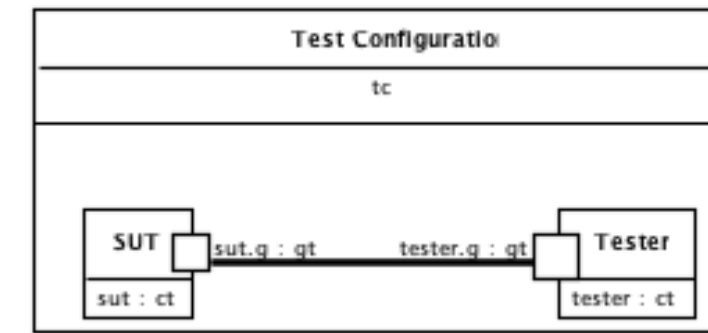 Test Configuratio
tc
SUT
sut.g : gt
tester.g : gt
Tester
sut : ct
tester : ct